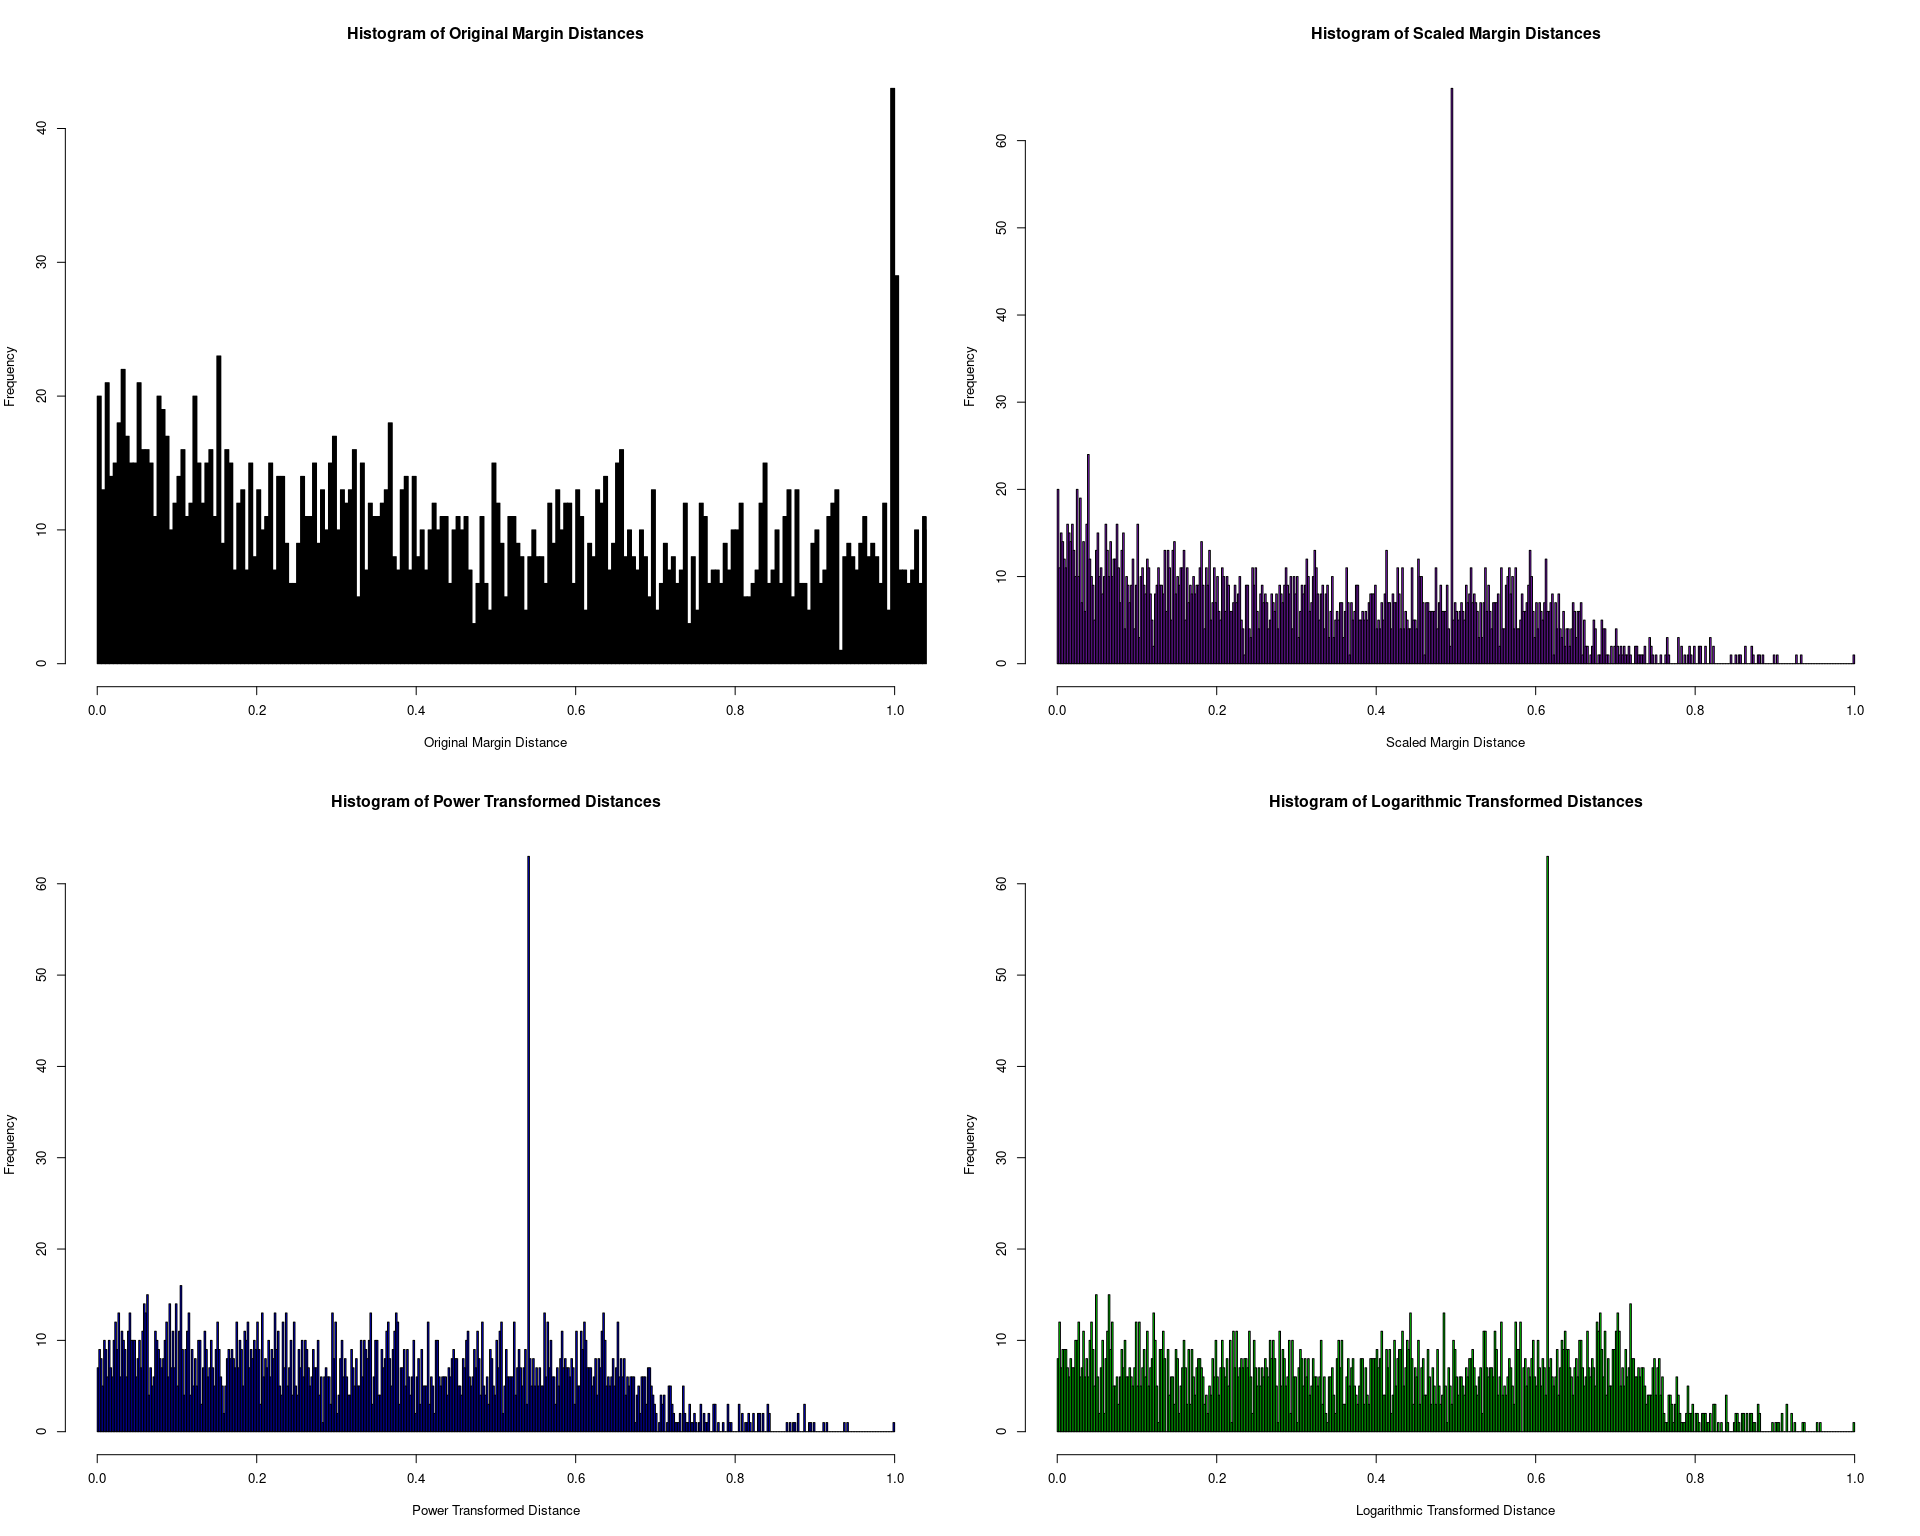 Histogram of Original Margin Distances
Frequency
0 10 20 30 40
0.0 0.2 0.4 0.6 0.8 1.0
Original Margin Distance
Histogram of Scaled Margin Distances
Frequency
0 10 20 30 40 50 60
0.0 0.2 0.4 0.6 0.8 1.0
Scaled Margin Distance
Histogram of Power Transformed Distances
Frequency
0 10 20 30 40 50 60
0.0 0.2 0.4 0.6 0.8 1.0
Power Transformed Distance
Histogram of Logarithmic Transformed Distances
Frequency
0 10 20 30 40 50 60
0.0 0.2 0.4 0.6 0.8 1.0
Logarithmic Transformed Distance